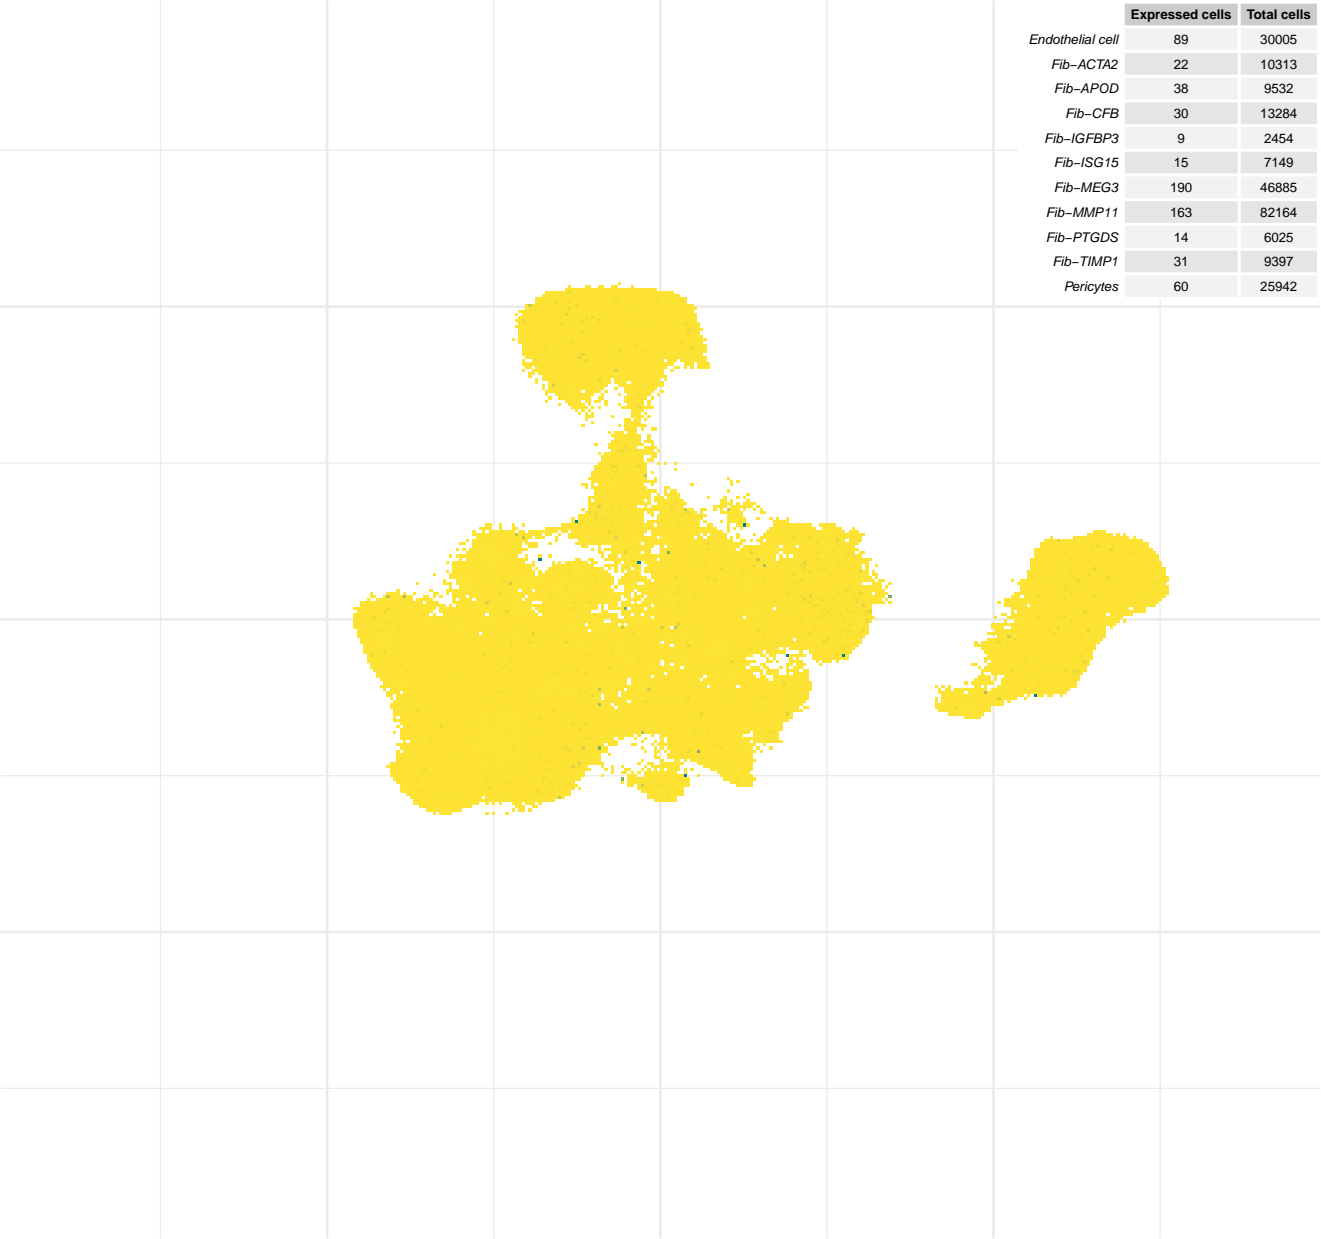 Expressed cells Total cells
Endothelial cell 89 30005
Fib−ACTA2 22 10313
Fib−APOD 38 9532
Fib−CFB 30 13284
Fib−IGFBP3 9 2454
Fib−ISG15 15 7149
Fib−MEG3 190 46885
Fib−MMP11 163 82164
Fib−PTGDS 14 6025
Fib−TIMP1 31 9397
Pericytes 60 25942